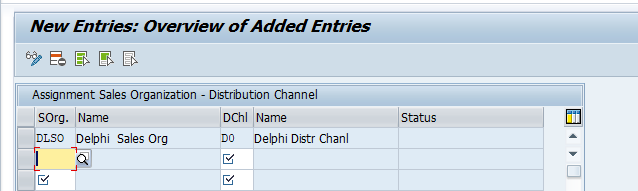 New Entries: Overview of Added Entries
Assignment Sales Organization - Distribution Channel
SOrg. Name DChl Name Status
DLSO Delphi Sales Org D0 Delphi Distr Chanl